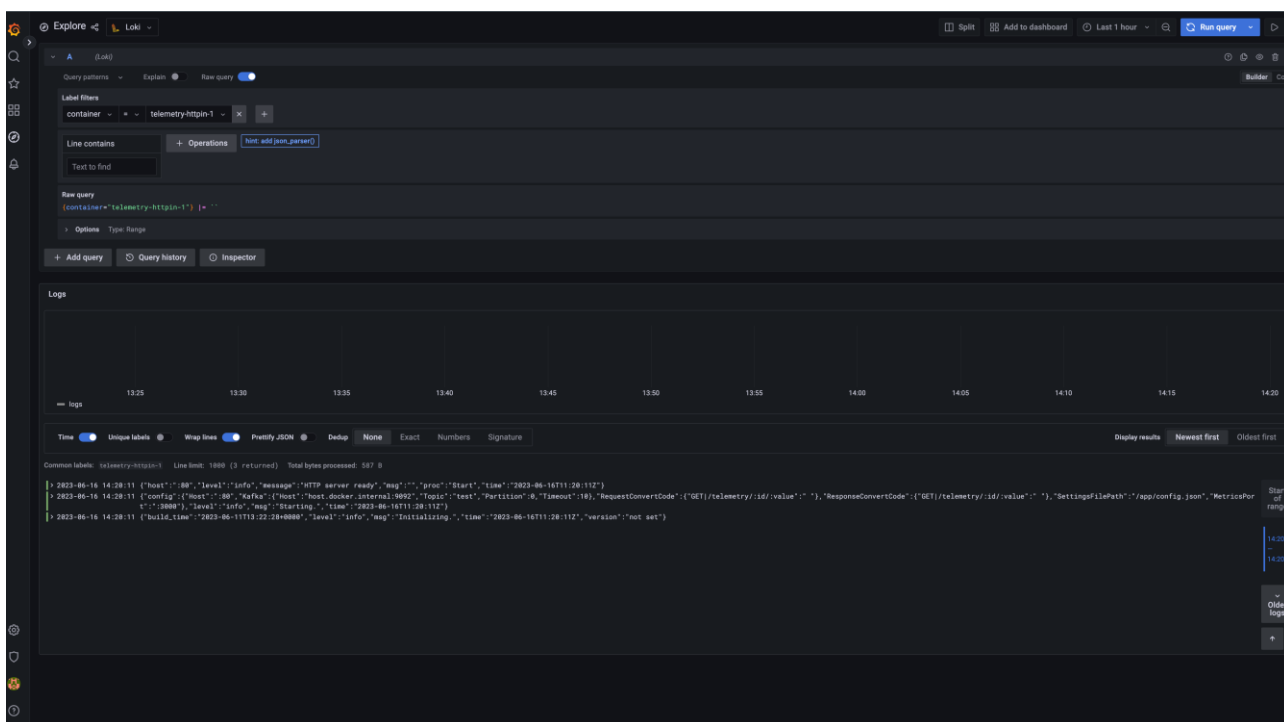 Explore
Loki
Split
Add to dashboard
Last 1 hour
Run query
A (Loki)
Query patterns
Explain
Raw query
Builder
Co
Label filters
container = telemetry-httpin-1
Line contains
+ Operations
hint: add json_parser()
Text to find
Raw query
{container="telemetry-httpin-1"} |= ``
> Options Type: Range
+ Add query
Query history
Inspector
Logs
13:25 13:30 13:35 13:40 13:45 13:50 13:55 14:00 14:05 14:10 14:15 14:20
logs
Time Unique labels Wrap lines Prettify JSON Dedup None Exact Numbers Signature Display results Newest first Oldest first
Common labels: telemetry-httpin-1 Line limit: 1000 (3 returned) Total bytes processed: 587 B
> 2023-06-16 14:20:11 {"host":":80","level":"info","message":"HTTP server ready","msg":"","proc":"Start","time":"2023-06-16T11:20:11Z"}
> 2023-06-16 14:20:11 {"config":{"Host":":80","Kafka":{"Host":"host.docker.internal:9092","Topic":"test","Partition":0,"Timeout":10},"RequestConvertCode":{"GET|/telemetry/:id/:value":" "},"ResponseConvertCode":{"GET|/telemetry/:id/:value":" "},"SettingsFilePath":"/app/config.json","MetricsPor
t":":3000"},"level":"info","msg":"Starting.","time":"2023-06-16T11:20:11Z"}
> 2023-06-16 14:20:11 {"build_time":"2023-06-11T13:22:28+0000","level":"info","msg":"Initializing.","time":"2023-06-16T11:20:11Z","version":"not set"}
Star
of
rang
14:20
–
14:20
Olde
logs